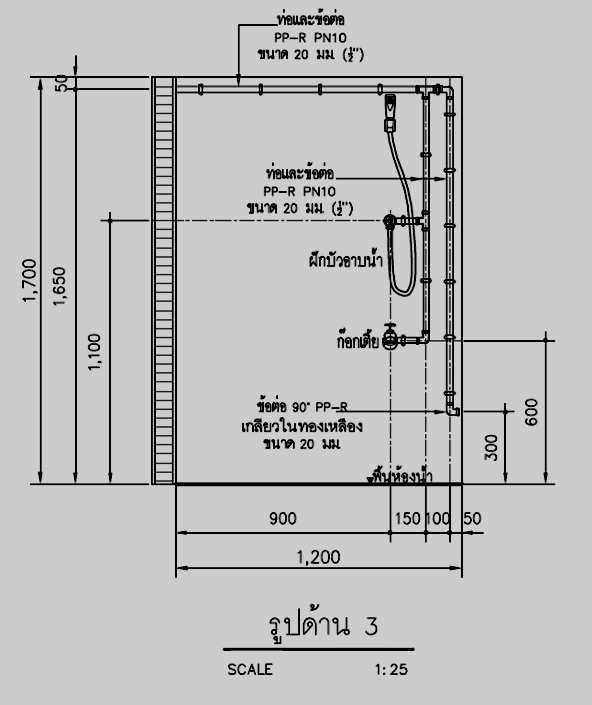 ท่อและข้อต่อ
PP-R PN10
ขนาด 20 มม. (½")
50
ท่อและข้อต่อ
PP-R PN10
ขนาด 20 มม. (½")
ฝักบัวอาบน้ำ
1,700
1,650
1,100
ก๊อกเตี้ย
ข้อต่อ 90° PP-R
เกลียวในทองเหลือง
ขนาด 20 มม.
600
300
พื้นห้องน้ำ
900 150 100 50
1,200
รูปด้าน 3
SCALE 1:25